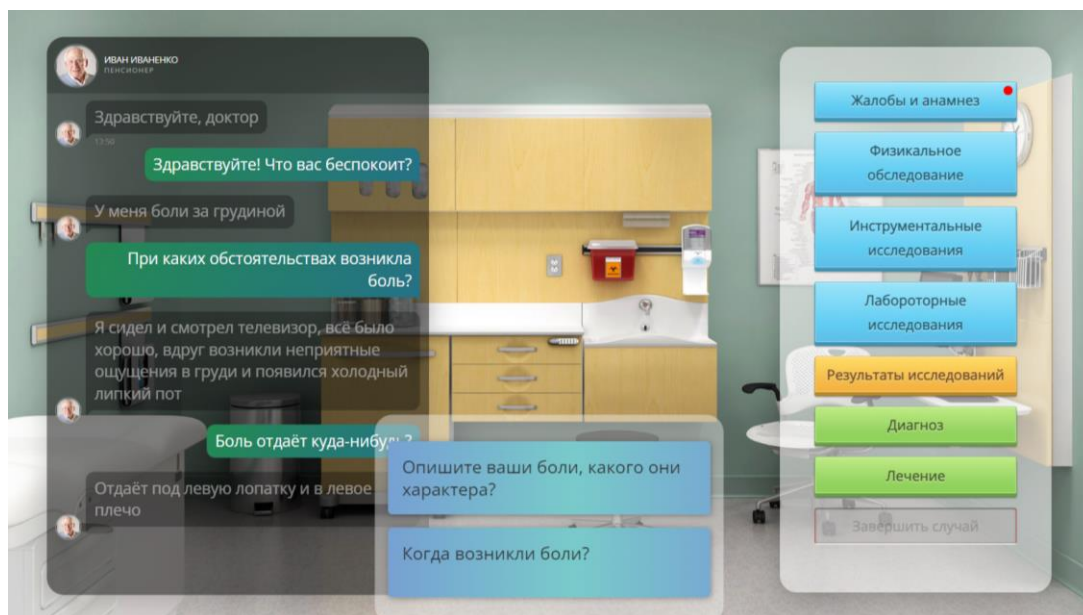 ИВАН ИВАНЕНКО
ПЕНСИОНЕР
Здравствуйте, доктор
13:50
Здравствуйте! Что вас беспокоит?
У меня боли за грудиной
При каких обстоятельствах возникла
боль?
Я сидел и смотрел телевизор, всё было
хорошо, вдруг возникли неприятные
ощущения в груди и появился холодный
липкий пот
Боль отдаёт куда-нибудь?
Отдаёт под левую лопатку и в левое
плечо
Опишите ваши боли, какого они
характера?
Когда возникли боли?
Жалобы и анамнез
Физикальное
обследование
Инструментальные
исследования
Лабороторные
исследования
Результаты исследований
Диагноз
Лечение
Завершить случай